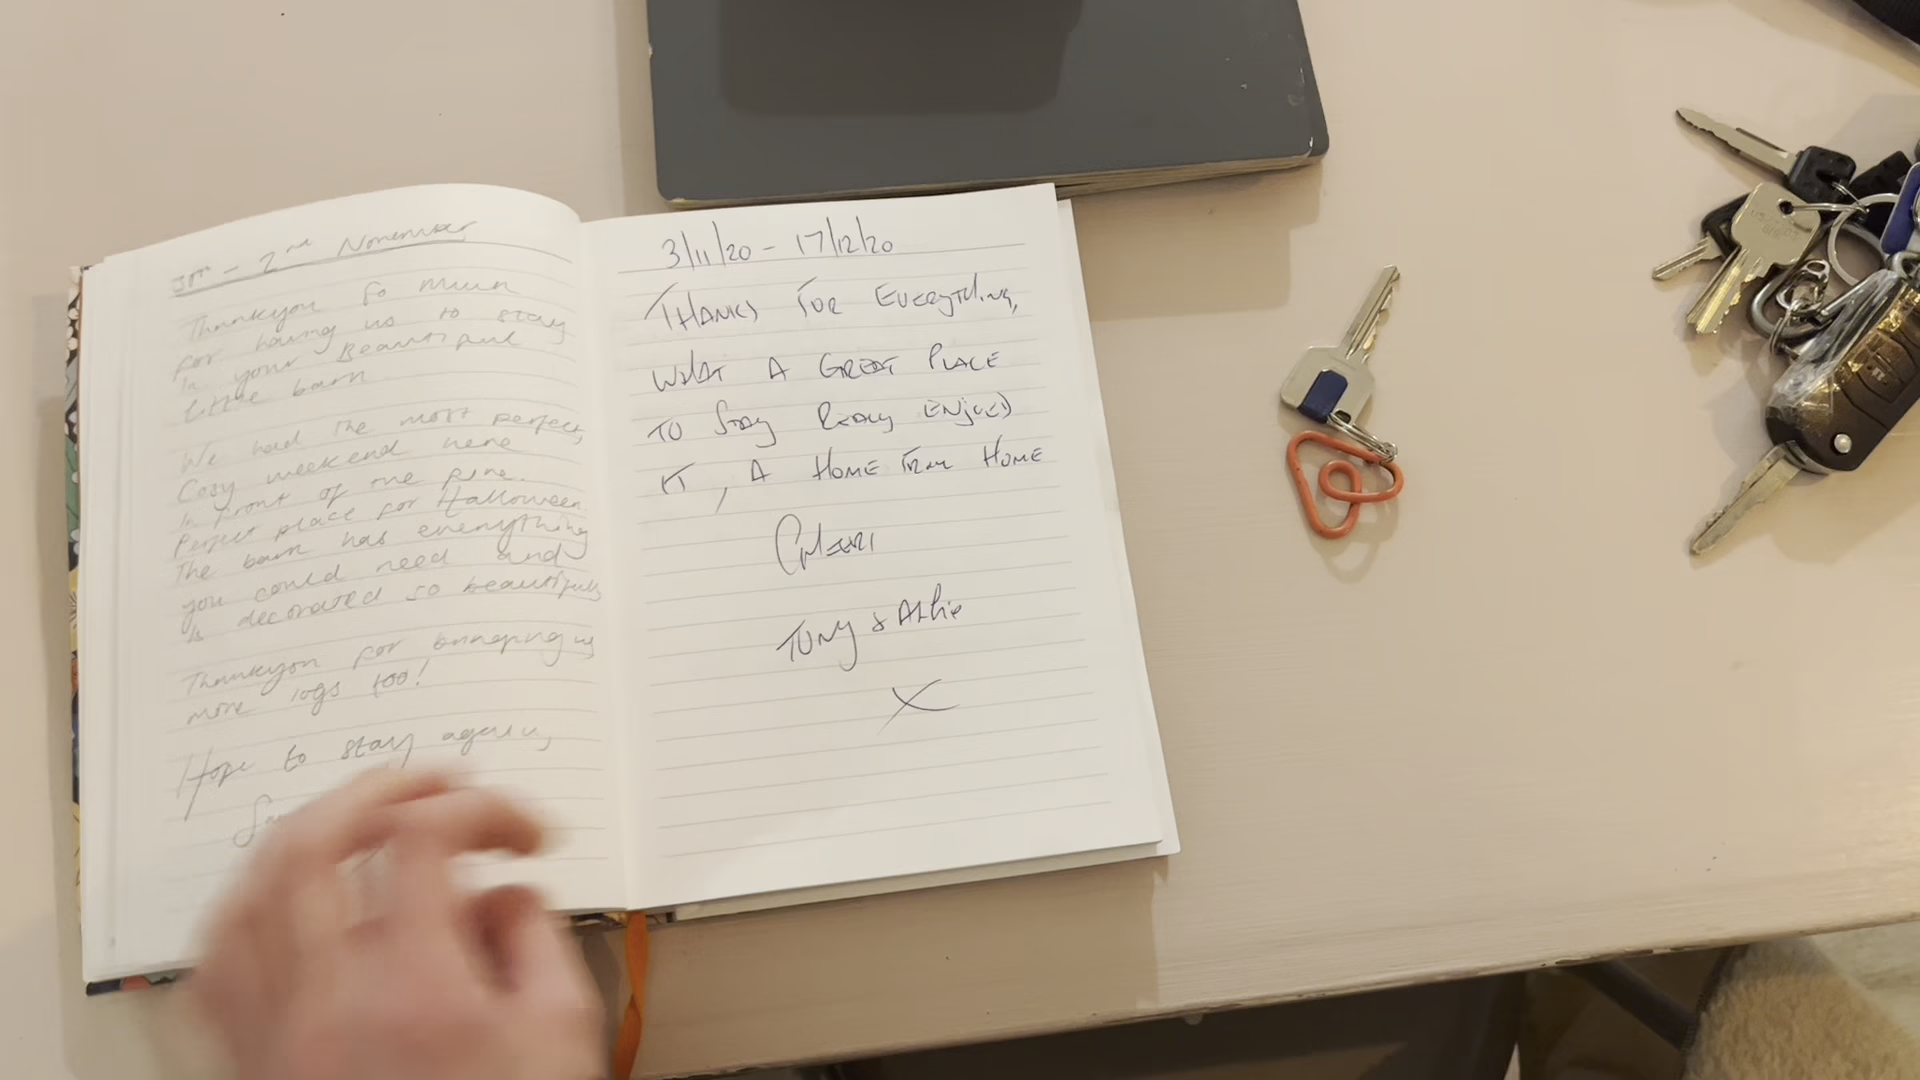 30th - 2nd November
Thankyou so much
for having us to stay
in your Beautiful
little barn
We had the most perfect,
Cosy weekend here
in front of the fire.
Perfect place for Halloween
The barn has everything
you could need and
is decorated so beautifully
Thankyou for bringing us
more logs too!
Hope to stay again,
3/11/20 - 17/12/20
THANKS FOR EVERYTHING,
WHAT A GREAT PLACE
TO STAY REALLY ENJOYED
IT, A HOME FROM HOME
TONY & ALFIE
X